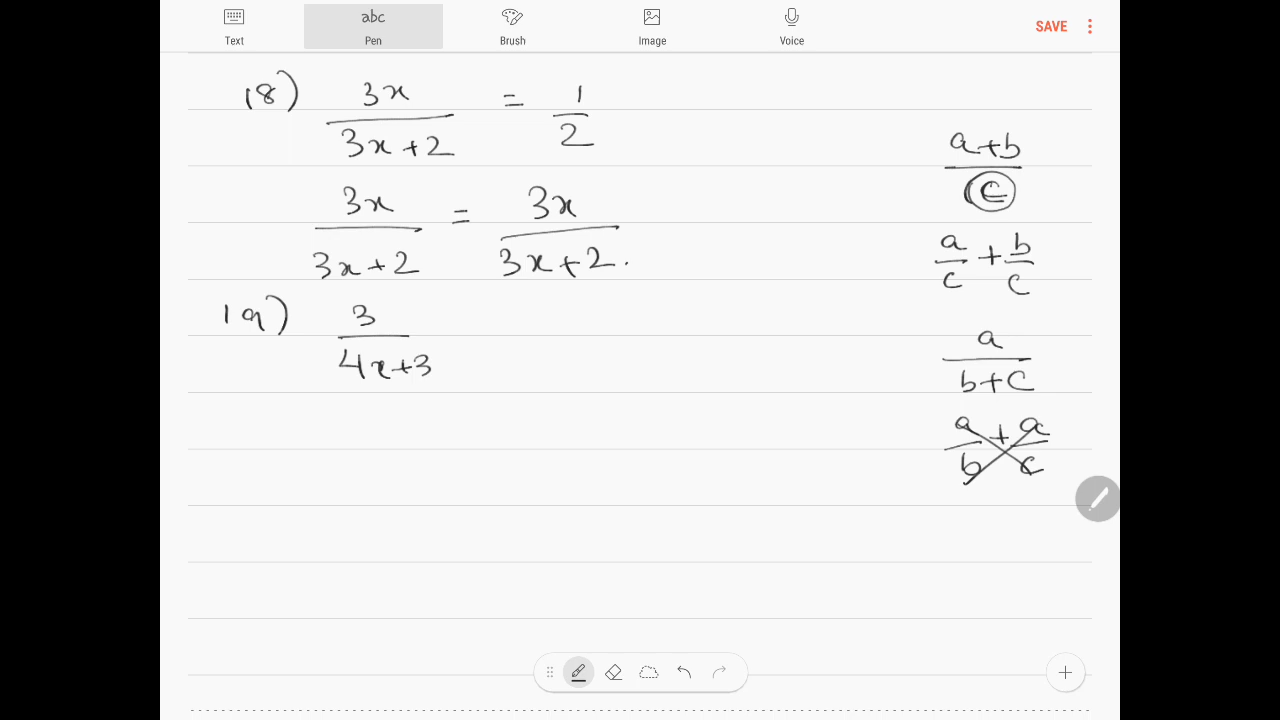 Text Pen Brush Image Voice SAVE
abc
18) 3x/(3x+2) = 1/2
3x/(3x+2) = 3x/(3x+2).
19) 3/(4x+3)
(a+b)/c
a/c + b/c
a/(b+c)
a/b + a/c